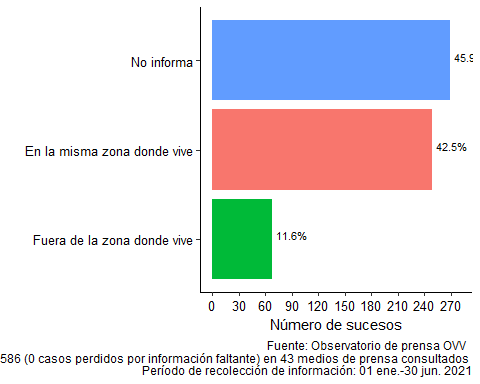 No informa
45.9
En la misma zona donde vive
42.5%
Fuera de la zona donde vive
11.6%
0 30 60 90 120 150 180 210 240 270
Número de sucesos
Fuente: Observatorio de prensa OVV
586 (0 casos perdidos por información faltante) en 43 medios de prensa consultados
Período de recolección de información: 01 ene.-30 jun. 2021